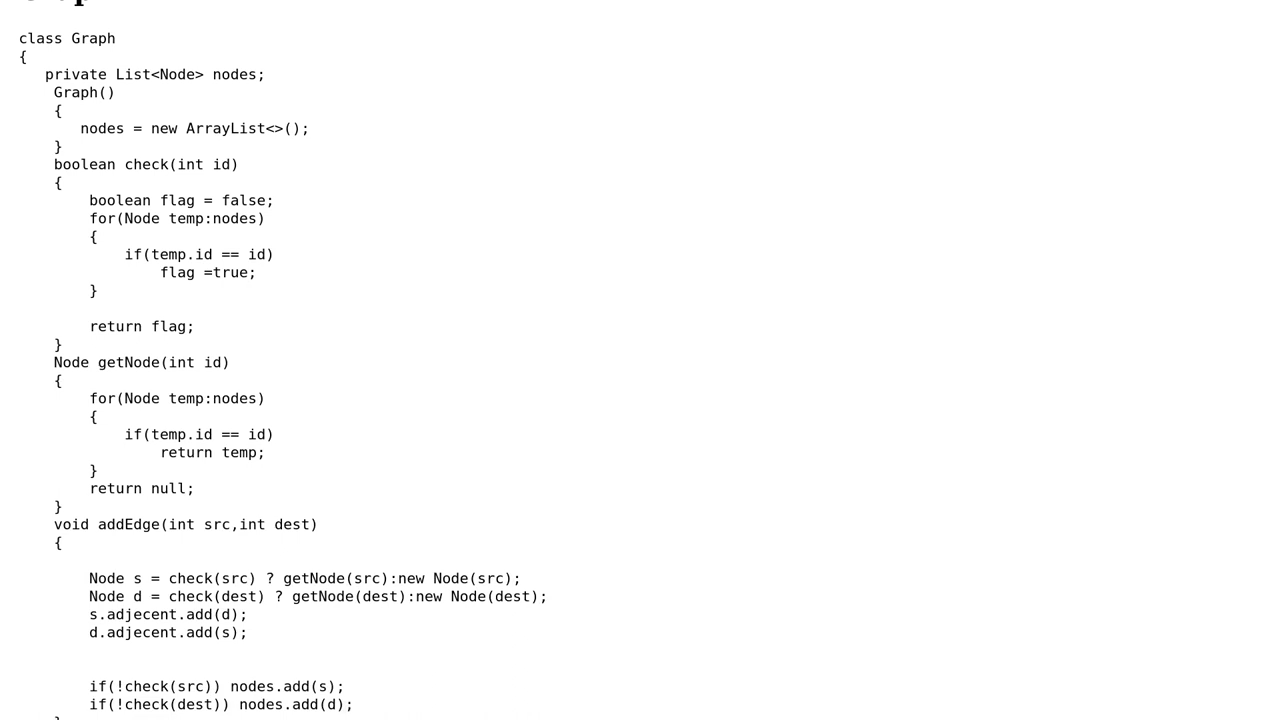 class Graph
{
private List<Node> nodes;
Graph()
{
nodes = new ArrayList<>();
}
boolean check(int id)
{
boolean flag = false;
for(Node temp:nodes)
{
if(temp.id == id)
flag =true;
}
return flag;
}
Node getNode(int id)
{
for(Node temp:nodes)
{
if(temp.id == id)
return temp;
}
return null;
}
void addEdge(int src,int dest)
{
Node s = check(src) ? getNode(src):new Node(src);
Node d = check(dest) ? getNode(dest):new Node(dest);
s.adjecent.add(d);
d.adjecent.add(s);
if(!check(src)) nodes.add(s);
if(!check(dest)) nodes.add(d);